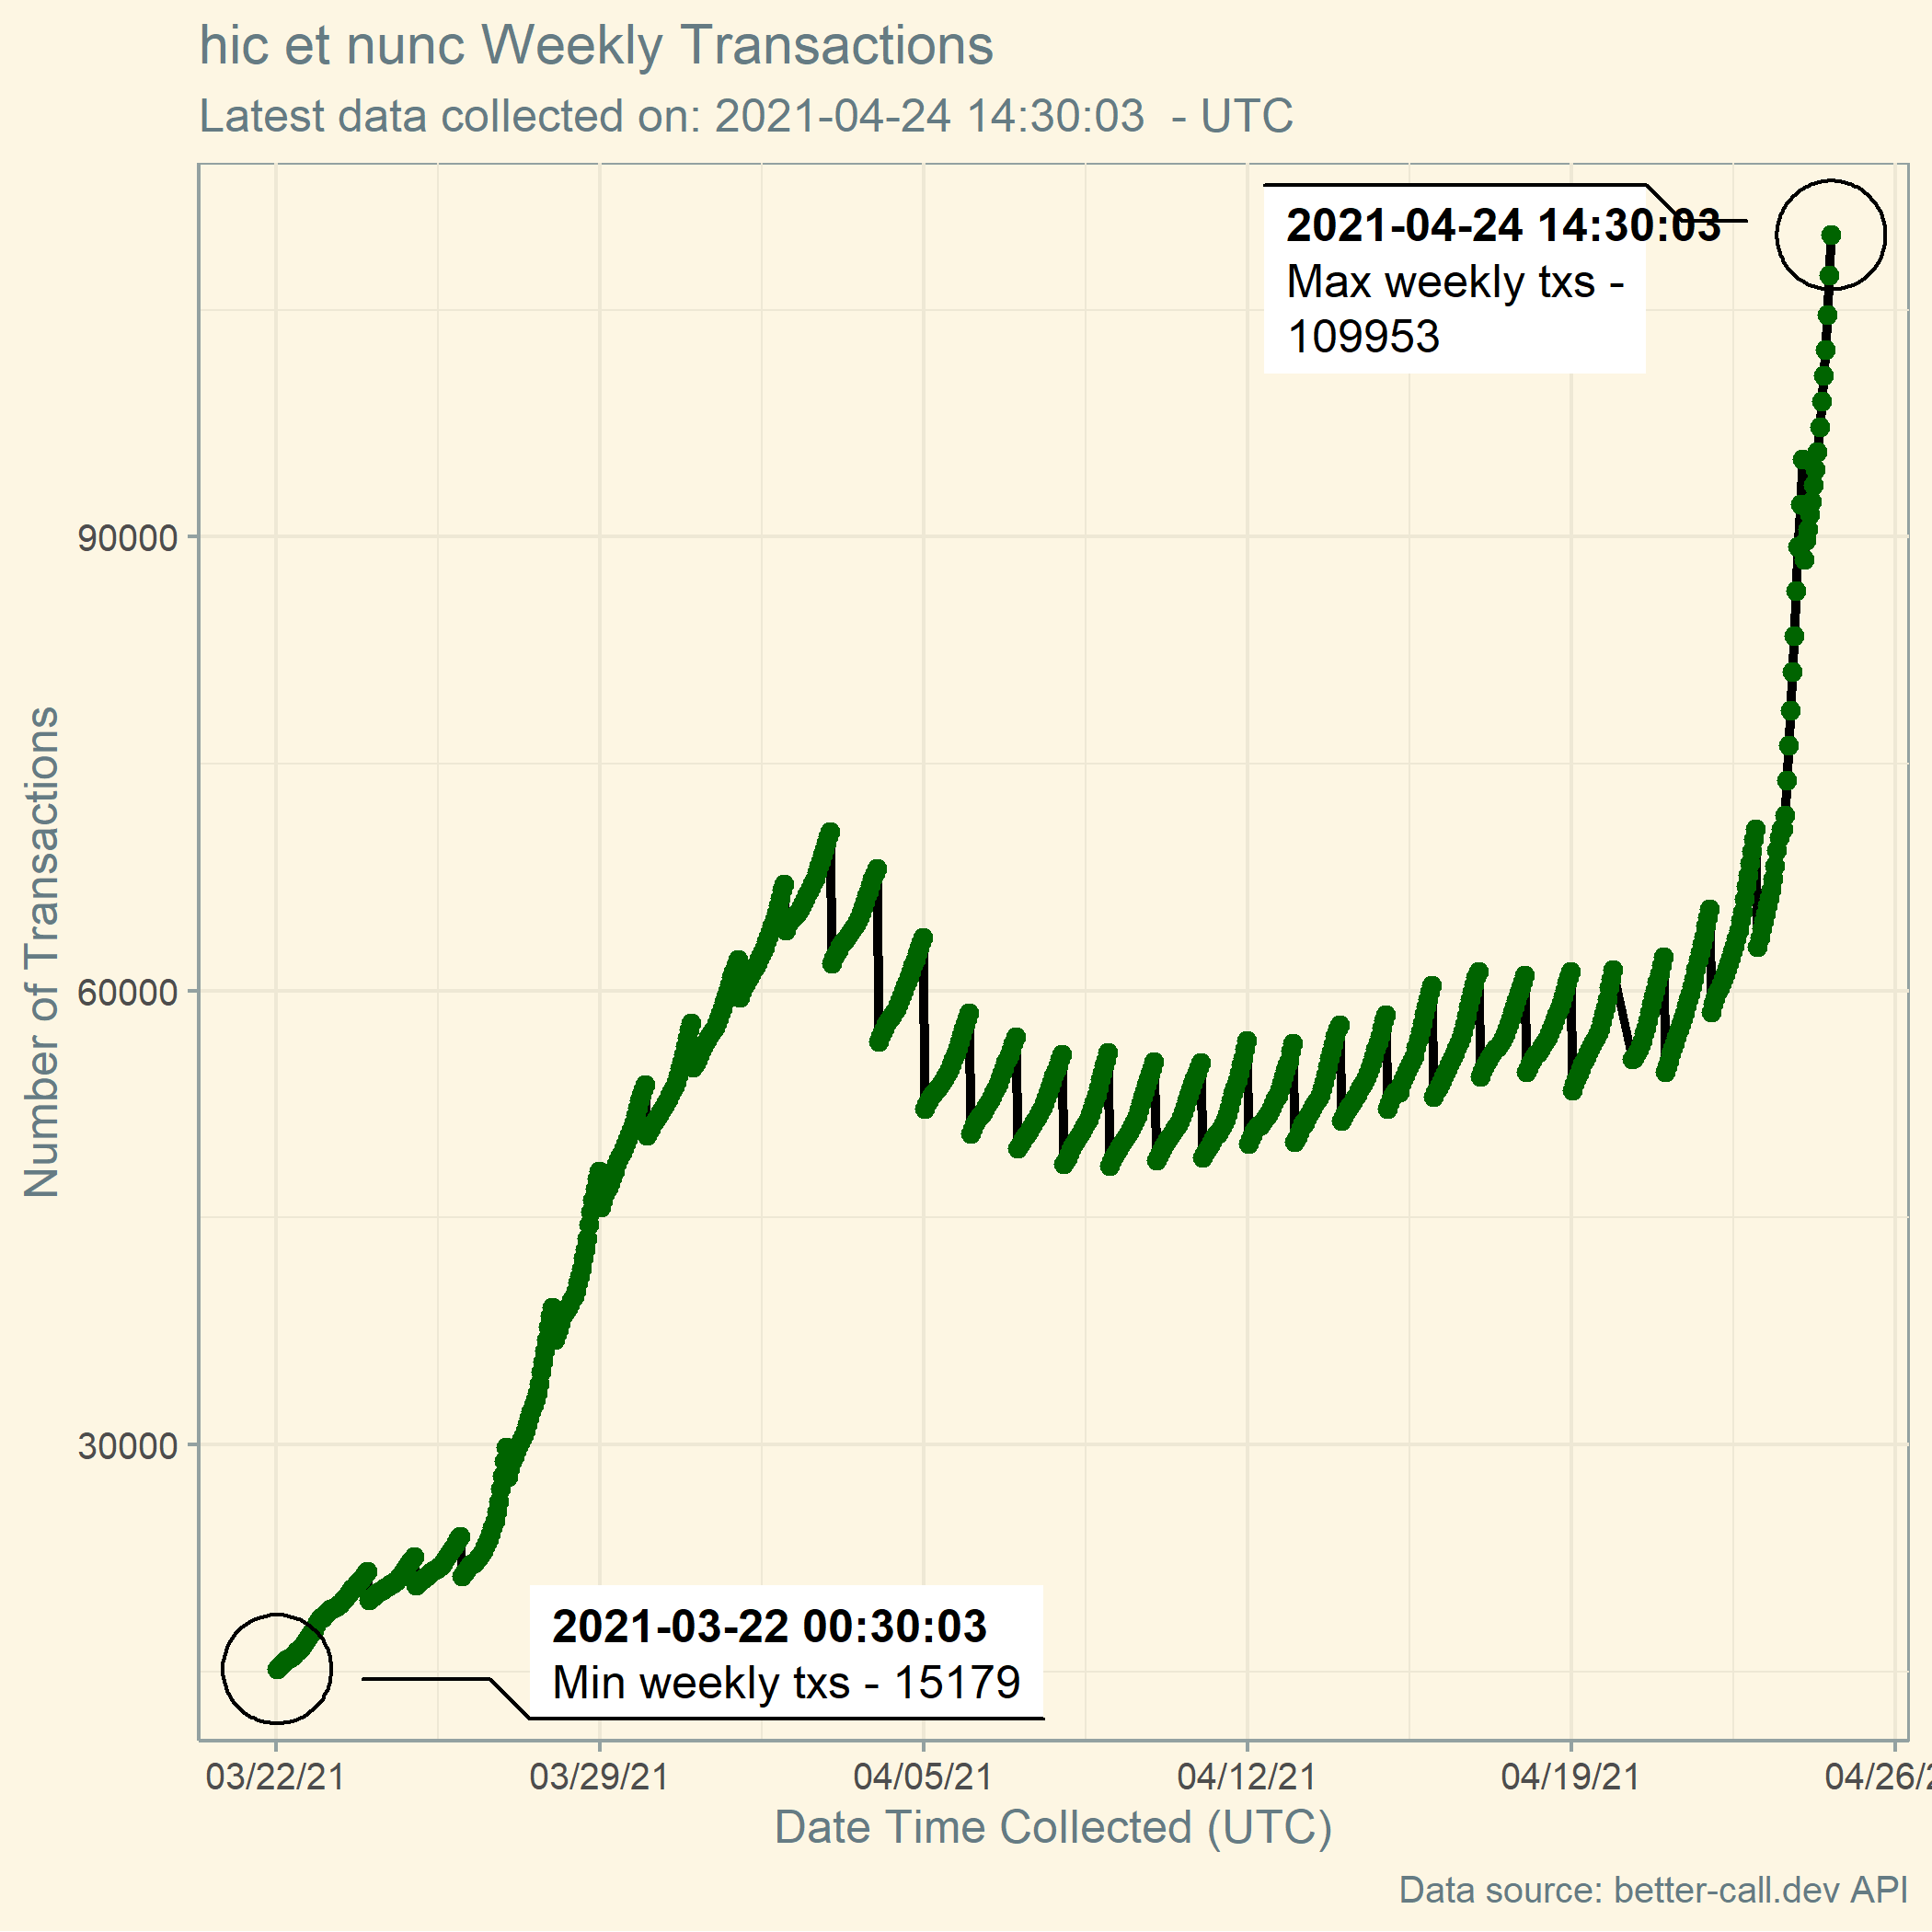 hic et nunc Weekly Transactions
Latest data collected on: 2021-04-24 14:30:03 - UTC
2021-04-24 14:30:03
Max weekly txs -
109953
90000
60000
30000
Number of Transactions
2021-03-22 00:30:03
Min weekly txs - 15179
03/22/21 03/29/21 04/05/21 04/12/21 04/19/21 04/26/2
Date Time Collected (UTC)
Data source: better-call.dev API